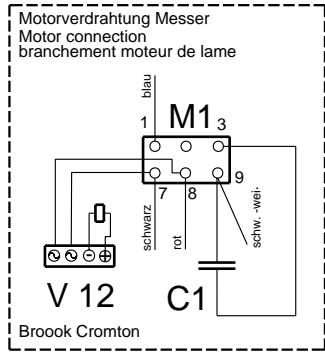 Motorverdrahtung Messer
Motor connection
branchement moteur de lame
blau
1
M1
3
7
8
9
schwarz
rot
schw. -wei·
V 12
C1
Broook Cromton